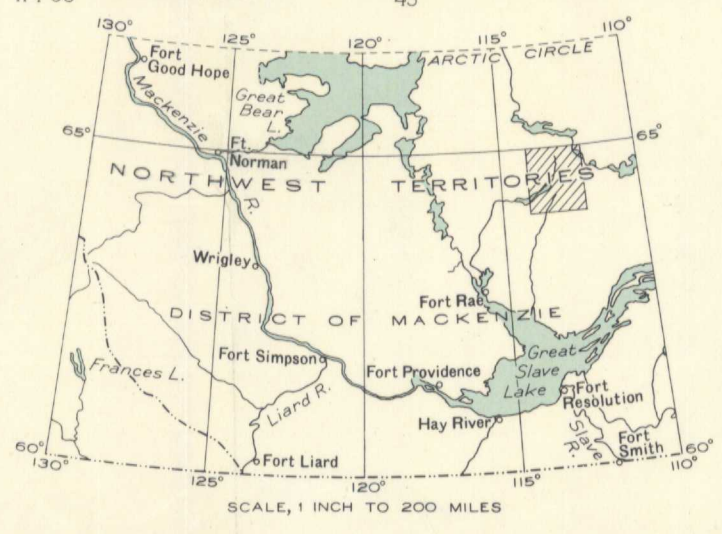 45
130°
125°
120°
115°
110°
ARCTIC CIRCLE
Fort
Good Hope
Mackenzie
R.
Great
Bear
L.
65°
65°
Ft.
Norman
NORTHWEST TERRITORIES
Wrigley
Fort Rae
DISTRICT OF MACKENZIE
Fort Simpson
Frances L.
Fort Providence
Great
Slave
Lake
Liard R.
Fort
Resolution
Hay River
Slave R.
Fort
Smith
Fort Liard
60°
60°
130°
125°
120°
115°
110°
SCALE, 1 INCH TO 200 MILES